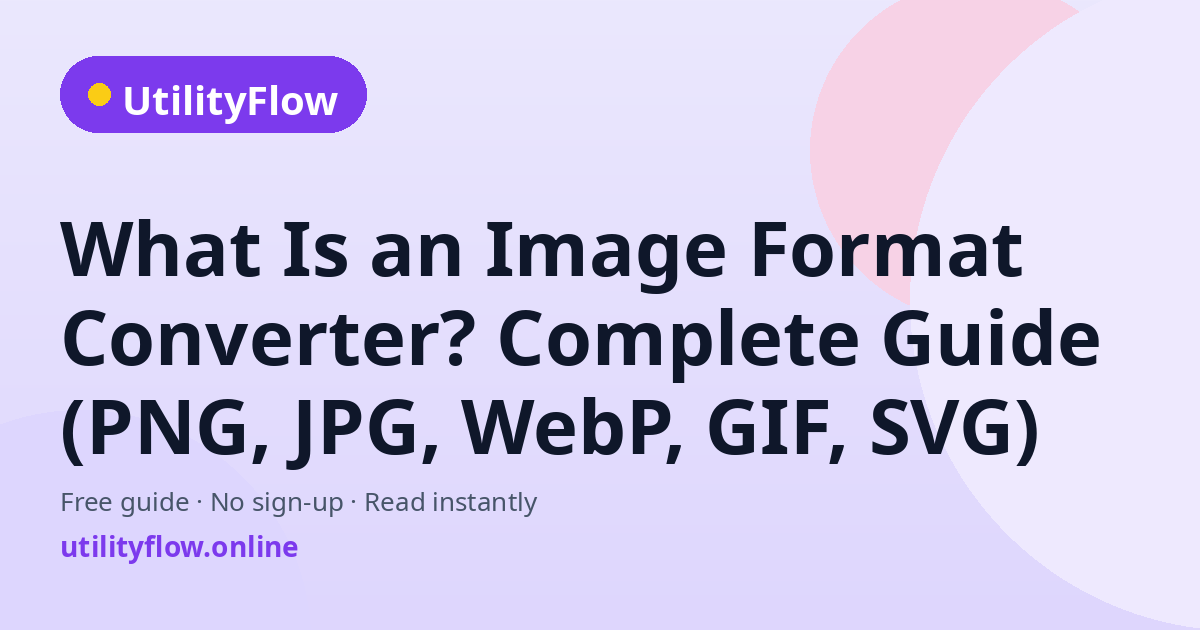 UtilityFlow
What Is an Image Format
Converter? Complete Guide
(PNG, JPG, WebP, GIF, SVG)
Free guide · No sign-up · Read instantly
utilityflow.online